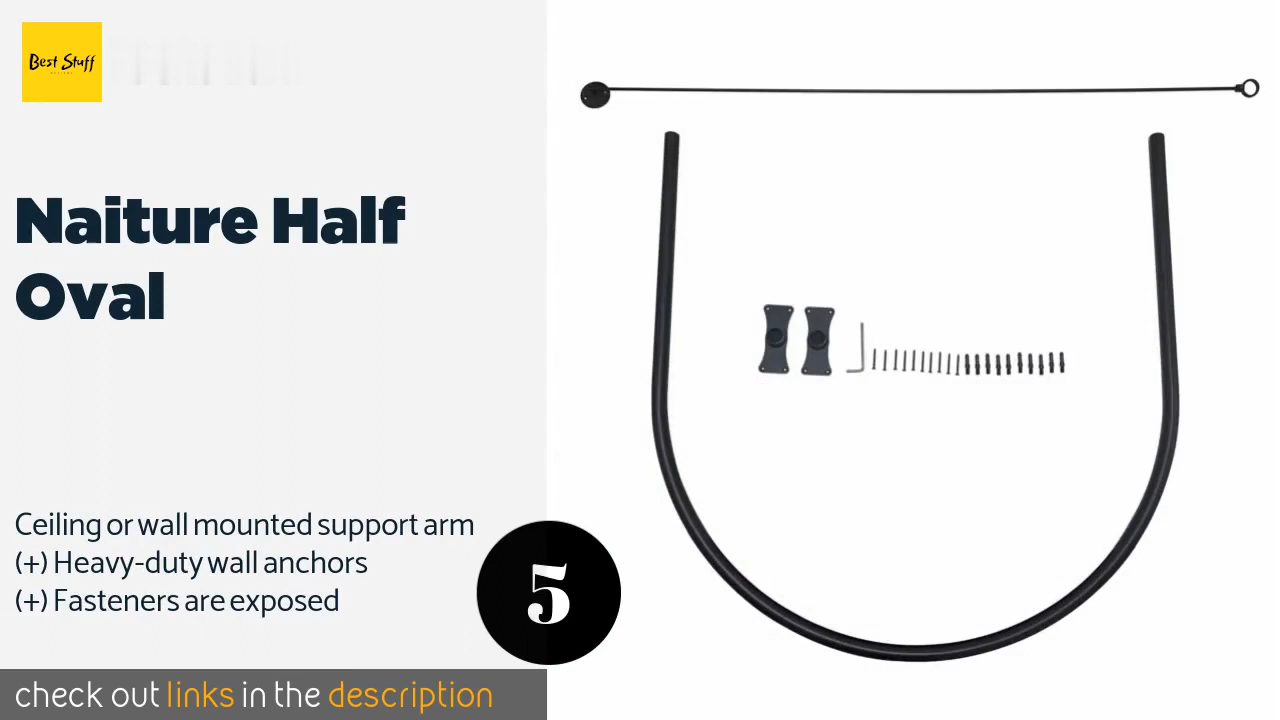 Best Stuff
Naiture Half
Oval
Ceiling or wall mounted support arm
(+) Heavy-duty wall anchors
(+) Fasteners are exposed
5
check out links in the description